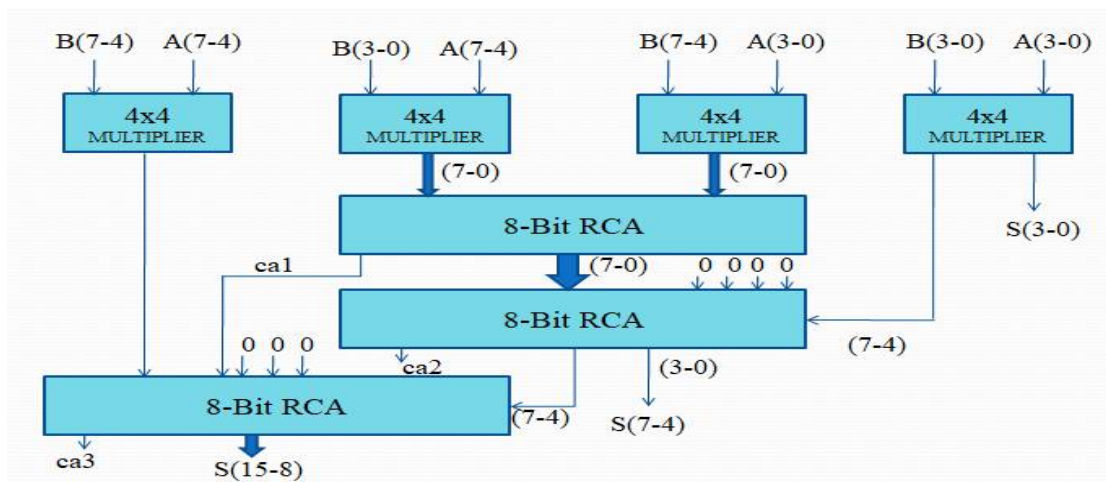 B(7-4) A(7-4) B(3-0) A(7-4) B(7-4) A(3-0) B(3-0) A(3-0)
4x4 4x4 4x4 4x4
MULTIPLIER MULTIPLIER MULTIPLIER MULTIPLIER
(7-0) (7-0)
8-Bit RCA S(3-0)
ca1 (7-0) 0 0 0 0
8-Bit RCA
(7-4)
0 0 0 ca2 (3-0)
8-Bit RCA (7-4) S(7-4)
ca3 S(15-8)